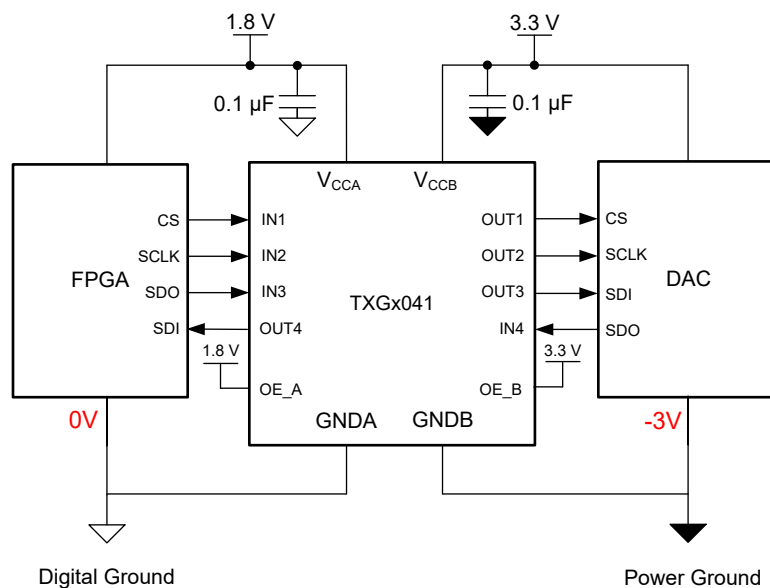 1.8 V
3.3 V
0.1 µF
0.1 µF
VCCA
VCCB
CS
IN1
OUT1
CS
SCLK
IN2
OUT2
SCLK
FPGA
DAC
SDO
IN3
OUT3
SDI
TXGx041
SDI
OUT4
IN4
SDO
1.8 V
3.3 V
OE_A
OE_B
0V
GNDA
GNDB
-3V
Digital Ground
Power Ground